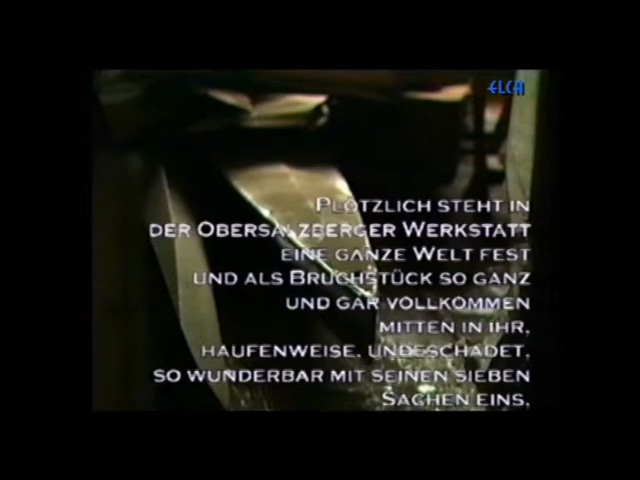 ELCH
PLÖTZLICH STEHT IN
DER OBERSALZBERGER WERKSTATT
EINE GANZE WELT FEST
UND ALS BRUCHSTÜCK SO GANZ
UND GAR VOLLKOMMEN
MITTEN IN IHR,
HAUFENWEISE, UNDESCHADET,
SO WUNDERBAR MIT SEINEN SIEBEN
SACHEN EINS,